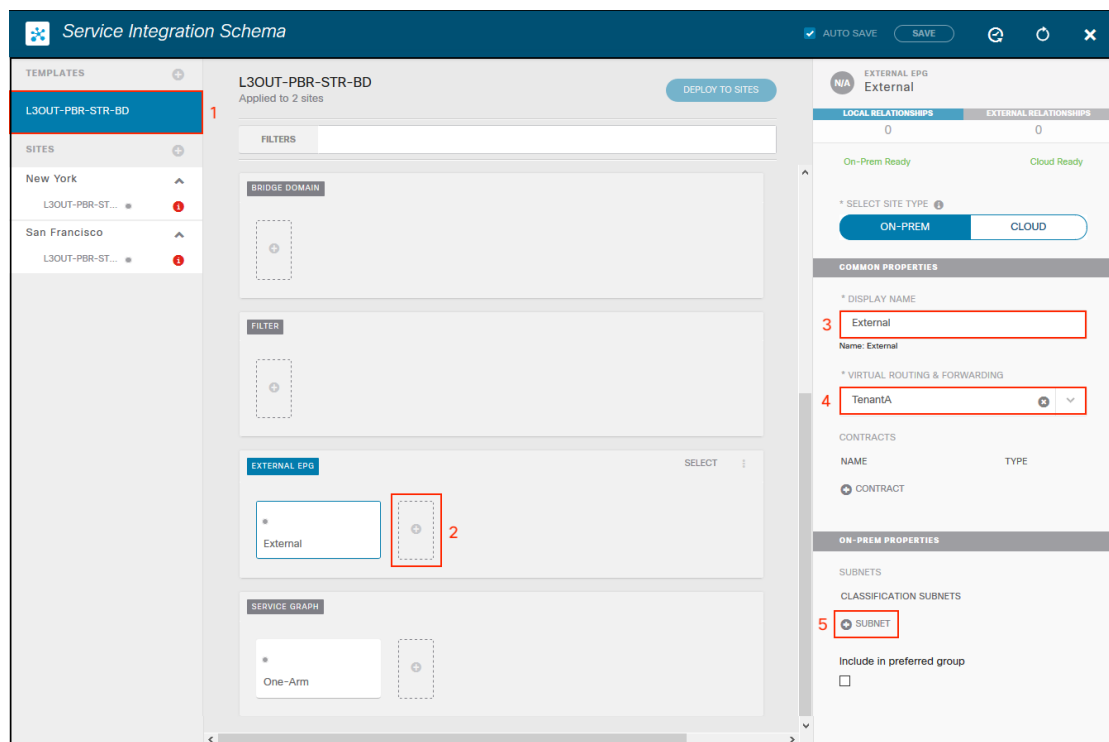 Service Integration Schema
AUTO SAVE
SAVE
TEMPLATES
L3OUT-PBR-STR-BD
1
SITES
New York
L3OUT-PBR-ST...
San Francisco
L3OUT-PBR-ST...
L3OUT-PBR-STR-BD
Applied to 2 sites
DEPLOY TO SITES
FILTERS
BRIDGE DOMAIN
FILTER
EXTERNAL EPG
SELECT
External
2
SERVICE GRAPH
One-Arm
N/A
EXTERNAL EPG
External
LOCAL RELATIONSHIPS
EXTERNAL RELATIONSHIPS
0
0
On-Prem Ready
Cloud Ready
* SELECT SITE TYPE
ON-PREM
CLOUD
COMMON PROPERTIES
* DISPLAY NAME
3
External
Name: External
* VIRTUAL ROUTING & FORWARDING
4
TenantA
CONTRACTS
NAME
TYPE
CONTRACT
ON-PREM PROPERTIES
SUBNETS
CLASSIFICATION SUBNETS
5
SUBNET
Include in preferred group